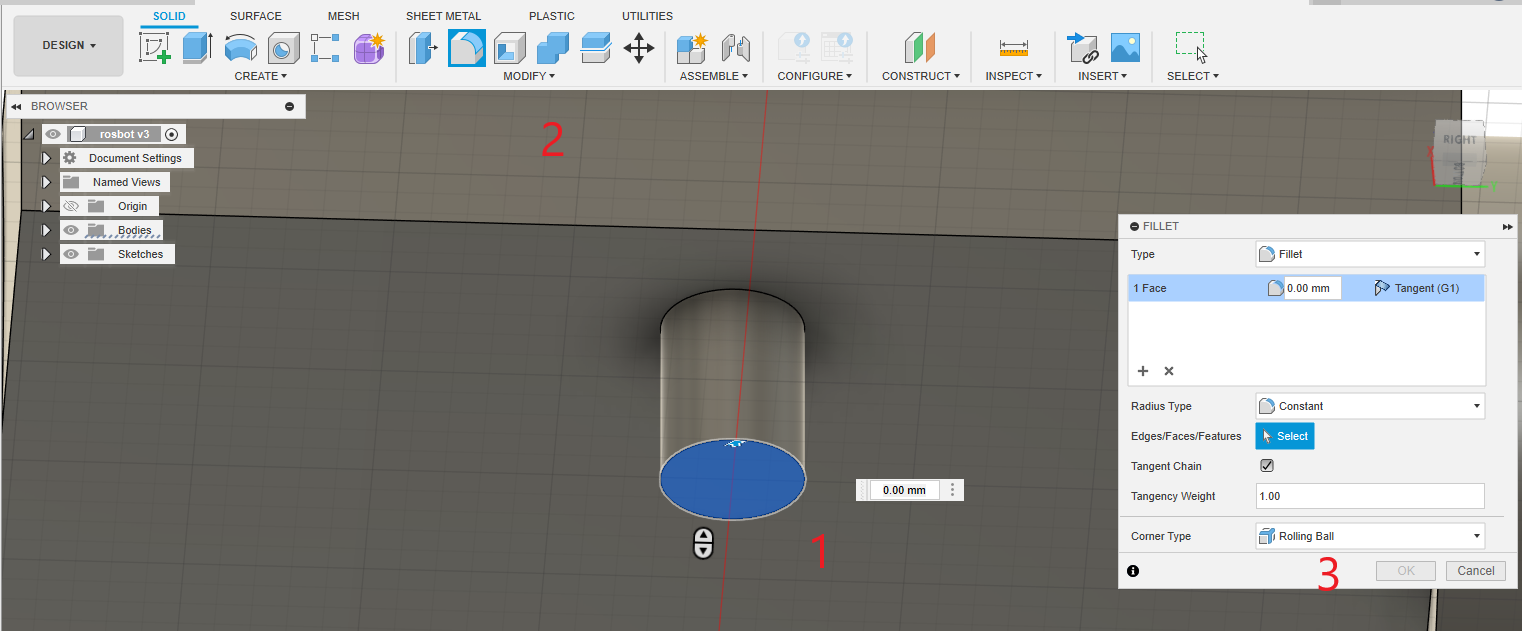 SOLID SURFACE MESH SHEET METAL PLASTIC UTILITIES
DESIGN
CREATE MODIFY ASSEMBLE CONFIGURE CONSTRUCT INSPECT INSERT SELECT
BROWSER
2
rosbot v3
RIGHT
Document Settings
Named Views
Origin
Bodies
Sketches
FILLET
Type Fillet
1 Face 0.00 mm Tangent (G1)
Radius Type Constant
Edges/Faces/Features Select
Tangent Chain
0.00 mm
Tangency Weight 1.00
Corner Type Rolling Ball
1
3
OK Cancel